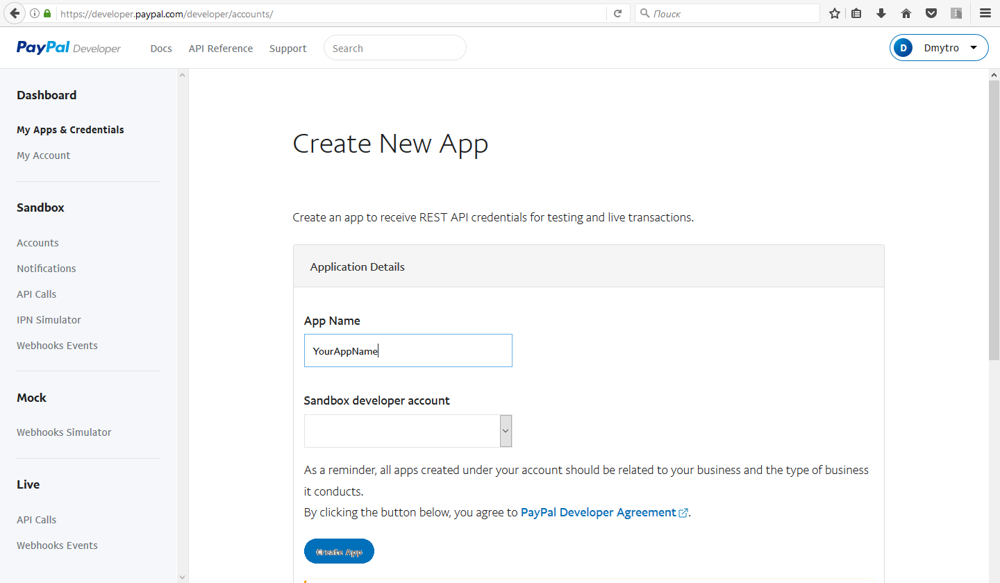 https://developer.paypal.com/developer/accounts/
Поиск
PayPal Developer
Docs
API Reference
Support
Search
D
Dmytro
Dashboard
My Apps & Credentials
My Account
Sandbox
Accounts
Notifications
API Calls
IPN Simulator
Webhooks Events
Mock
Webhooks Simulator
Live
API Calls
Webhooks Events
Create New App
Create an app to receive REST API credentials for testing and live transactions.
Application Details
App Name
YourAppName
Sandbox developer account
As a reminder, all apps created under your account should be related to your business and the type of business
it conducts.
By clicking the button below, you agree to PayPal Developer Agreement.
Create App